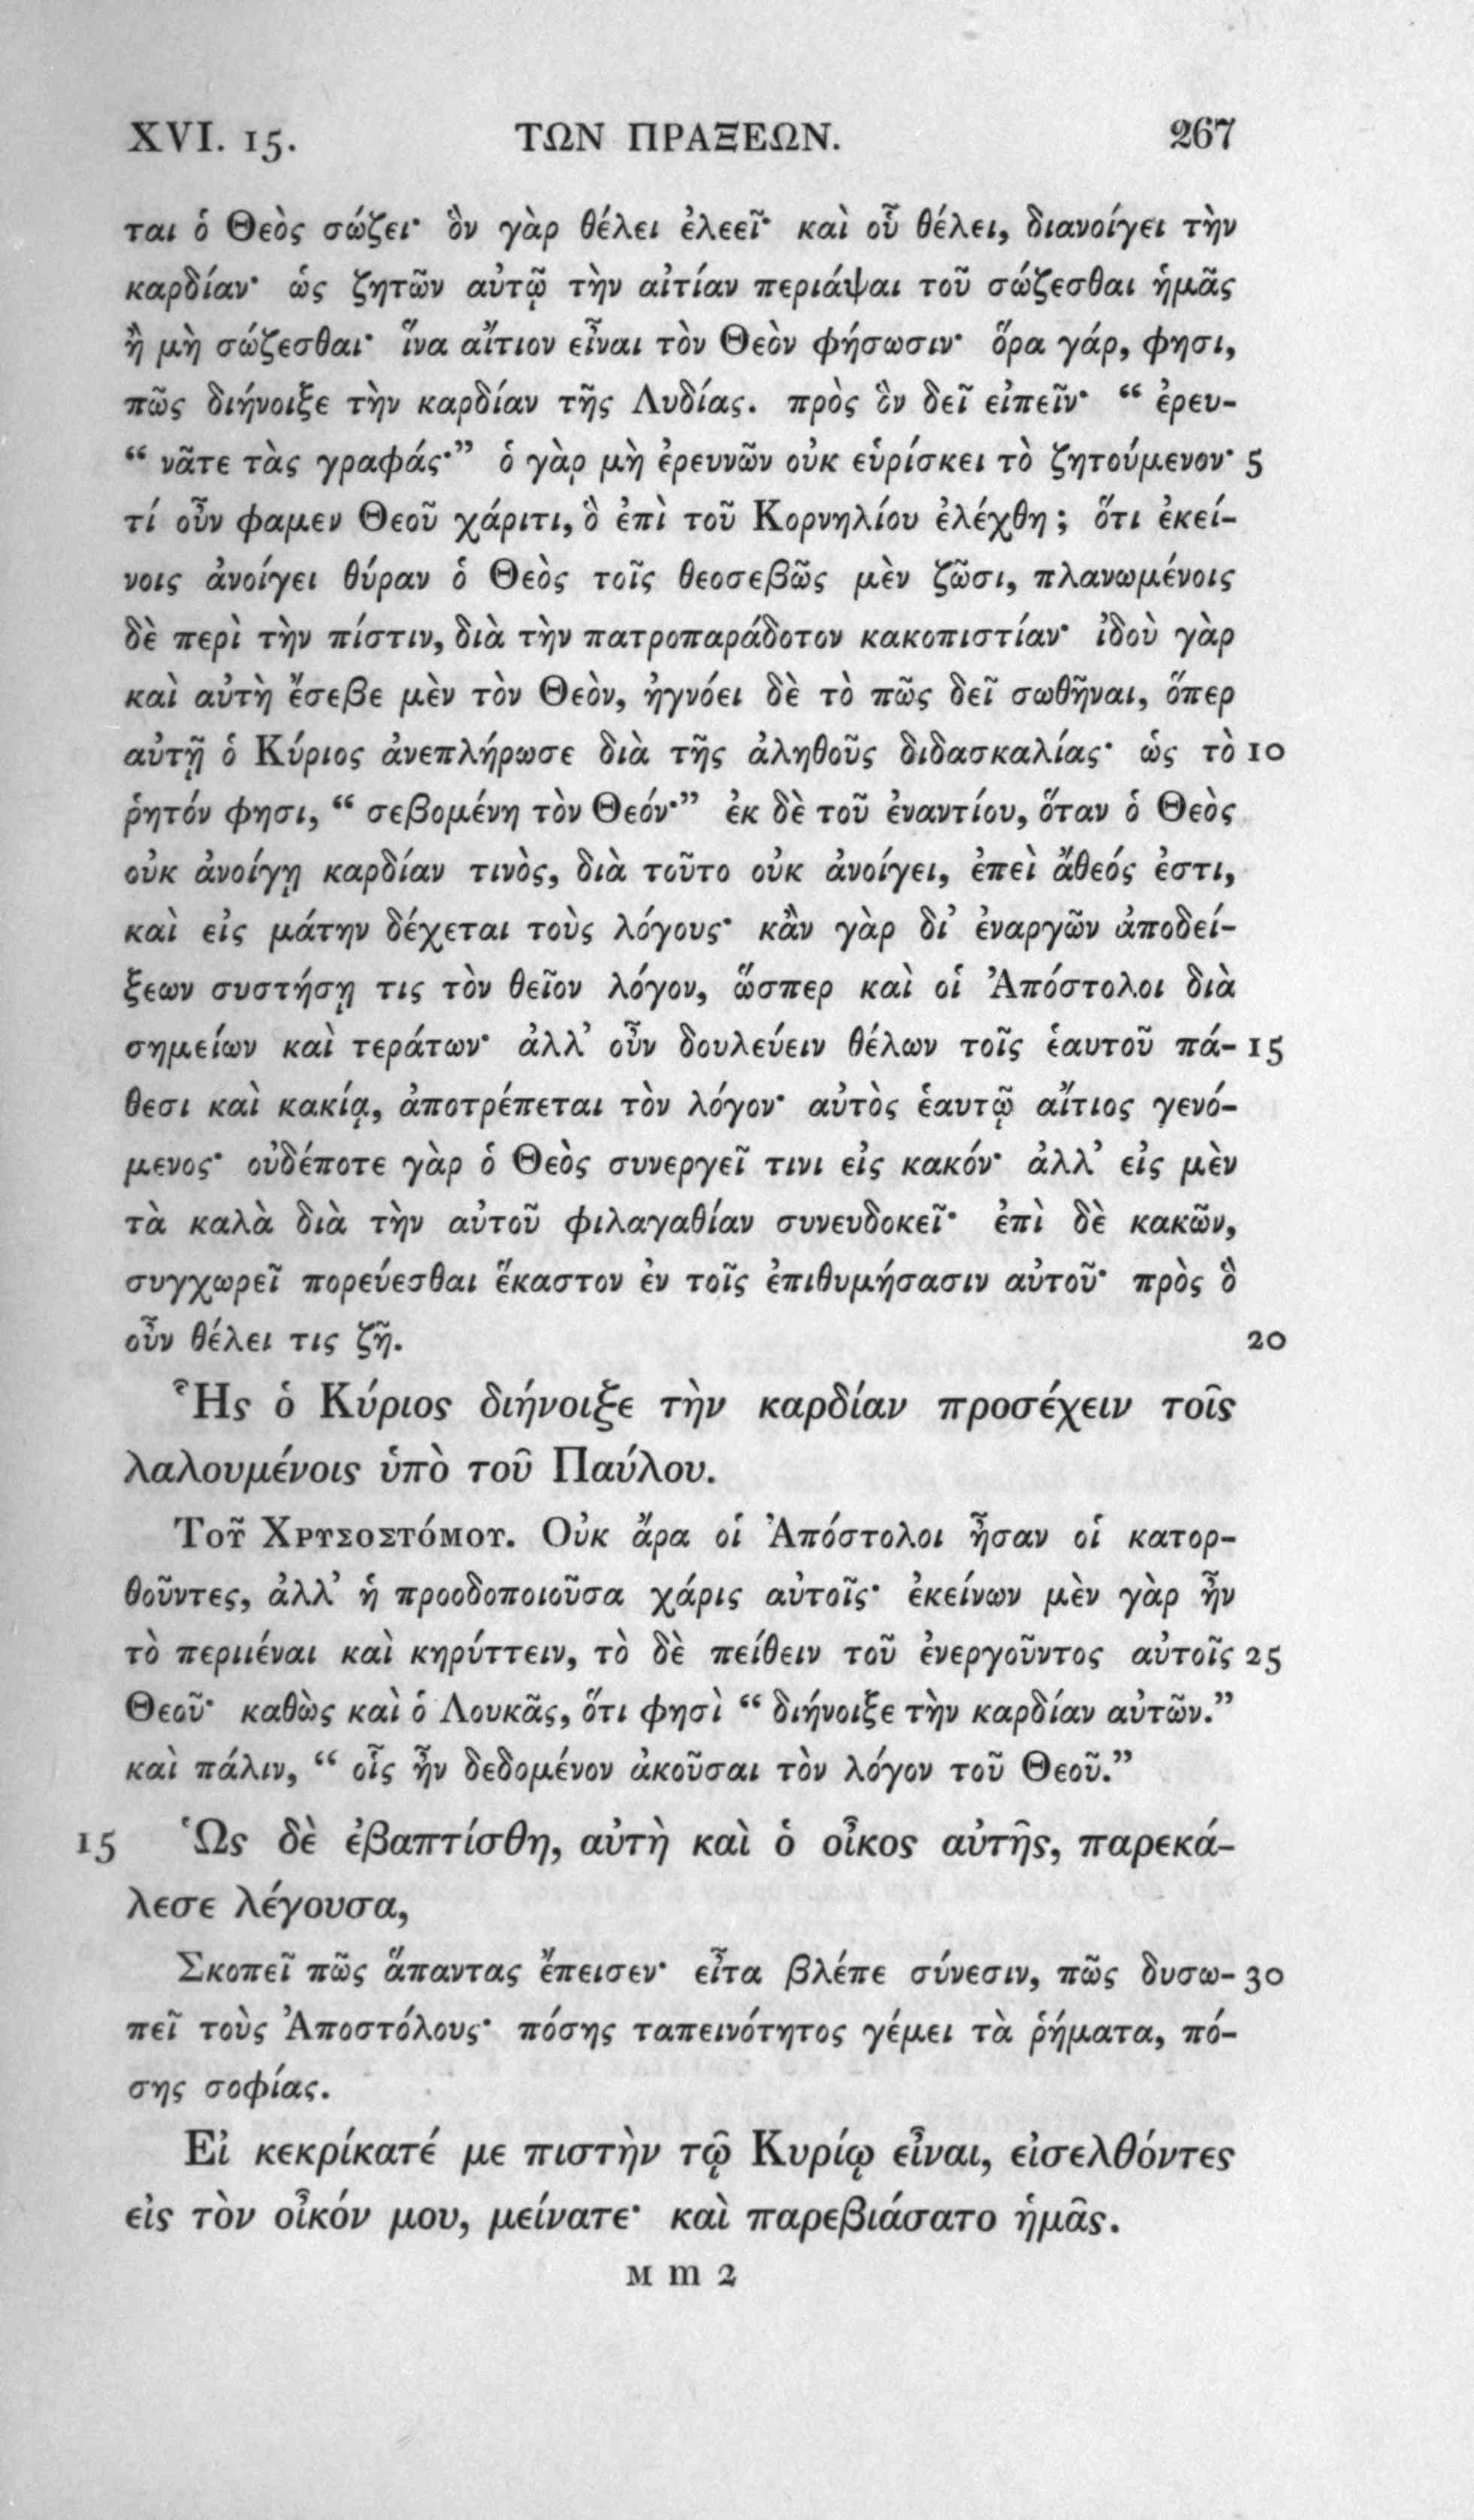 XVI. 15. ΤΩΝ ΠΡΑΞΕΩΝ. 267
ται ὁ Θεὸς σώζει· ὃν γὰρ θέλει ἐλεεῖ· καὶ οὗ θέλει, διανοίγει τὴν
καρδίαν· ὡς ζητῶν αὐτῷ τὴν αἰτίαν περιάψαι τοῦ σώζεσθαι ἡμᾶς
ἢ μὴ σώζεσθαι· ἵνα αἴτιον εἶναι τὸν Θεὸν φήσωσιν· ὅρα γάρ, φησι,
πῶς διήνοιξε τὴν καρδίαν τῆς Λυδίας. πρὸς ὃν δεῖ εἰπεῖν· “ ἐρευ-
“ νᾶτε τὰς γραφάς·” ὁ γὰρ μὴ ἐρευνῶν οὐκ εὑρίσκει τὸ ζητούμενον· 5
τί οὖν φαμεν Θεοῦ χάριτι, ὃ ἐπὶ τοῦ Κορνηλίου ἐλέχθη ; ὅτι ἐκεί-
νοις ἀνοίγει θύραν ὁ Θεὸς τοῖς θεοσεβῶς μὲν ζῶσι, πλανωμένοις
δὲ περὶ τὴν πίστιν, διὰ τὴν πατροπαράδοτον κακοπιστίαν· ἰδοὺ γὰρ
καὶ αὐτὴ ἔσεβε μὲν τὸν Θεὸν, ἠγνόει δὲ τὸ πῶς δεῖ σωθῆναι, ὅπερ
αὐτῇ ὁ Κύριος ἀνεπλήρωσε διὰ τῆς ἀληθοῦς διδασκαλίας· ὡς τὸ 10
ῥητόν φησι, “ σεβομένη τὸν Θεόν·” ἐκ δὲ τοῦ ἐναντίου, ὅταν ὁ Θεὸς
οὐκ ἀνοίγῃ καρδίαν τινὸς, διὰ τοῦτο οὐκ ἀνοίγει, ἐπεὶ ἄθεός ἐστι,
καὶ εἰς μάτην δέχεται τοὺς λόγους· κἂν γὰρ δι’ ἐναργῶν ἀποδεί-
ξεων συστήσῃ τις τὸν θεῖον λόγον, ὥσπερ καὶ οἱ Ἀπόστολοι διὰ
σημείων καὶ τεράτων· ἀλλ’ οὖν δουλεύειν θέλων τοῖς ἑαυτοῦ πά- 15
θεσι καὶ κακίᾳ, ἀποτρέπεται τὸν λόγον· αὐτὸς ἑαυτῷ αἴτιος γενό-
μενος· οὐδέποτε γὰρ ὁ Θεὸς συνεργεῖ τινι εἰς κακόν· ἀλλ’ εἰς μὲν
τὰ καλὰ διὰ τὴν αὐτοῦ φιλαγαθίαν συνευδοκεῖ· ἐπὶ δὲ κακῶν,
συγχωρεῖ πορεύεσθαι ἕκαστον ἐν τοῖς ἐπιθυμήσασιν αὐτοῦ· πρὸς ὃ
οὖν θέλει τις ζῇ. 20
Ἧς ὁ Κύριος διήνοιξε τὴν καρδίαν προσέχειν τοῖς
λαλουμένοις ὑπὸ τοῦ Παύλου.
Τοῦ Χρυσοστόμου. Οὐκ ἄρα οἱ Ἀπόστολοι ἦσαν οἱ κατορ-
θοῦντες, ἀλλ’ ἡ προοδοποιοῦσα χάρις αὐτοῖς· ἐκείνων μὲν γὰρ ἦν
τὸ περιιέναι καὶ κηρύττειν, τὸ δὲ πείθειν τοῦ ἐνεργοῦντος αὐτοῖς 25
Θεοῦ· καθὼς καὶ ὁ Λουκᾶς, ὅτι φησὶ “ διήνοιξε τὴν καρδίαν αὐτῶν.”
καὶ πάλιν, “ οἷς ἦν δεδομένον ἀκοῦσαι τὸν λόγον τοῦ Θεοῦ.”
15 Ὡς δὲ ἐβαπτίσθη, αὐτὴ καὶ ὁ οἶκος αὐτῆς, παρεκά-
λεσε λέγουσα,
Σκοπεῖ πῶς ἅπαντας ἔπεισεν· εἶτα βλέπε σύνεσιν, πῶς δυσω- 30
πεῖ τοὺς Ἀποστόλους· πόσης ταπεινότητος γέμει τὰ ῥήματα, πό-
σης σοφίας.
Εἰ κεκρίκατέ με πιστὴν τῷ Κυρίῳ εἶναι, εἰσελθόντες
εἰς τὸν οἶκόν μου, μείνατε· καὶ παρεβιάσατο ἡμᾶς.
M m 2